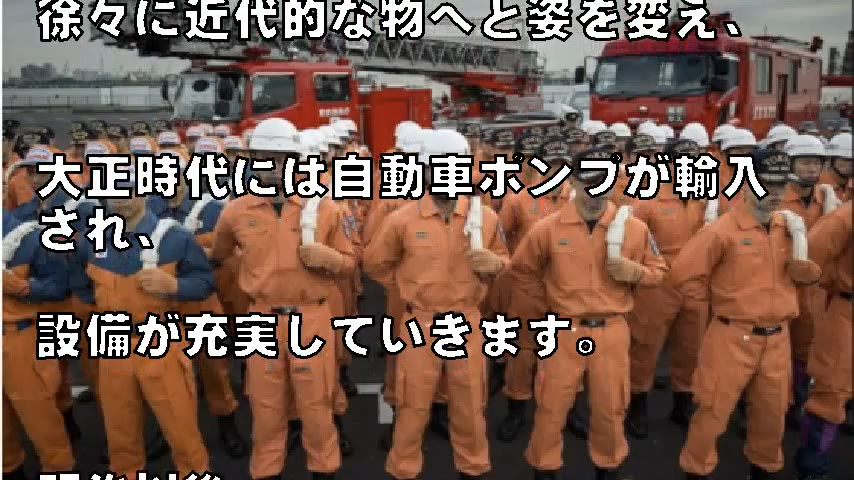 徐々に近代的な物へと姿を変え、
大正時代には自動車ポンプが輸入
され、
設備が充実していきます。